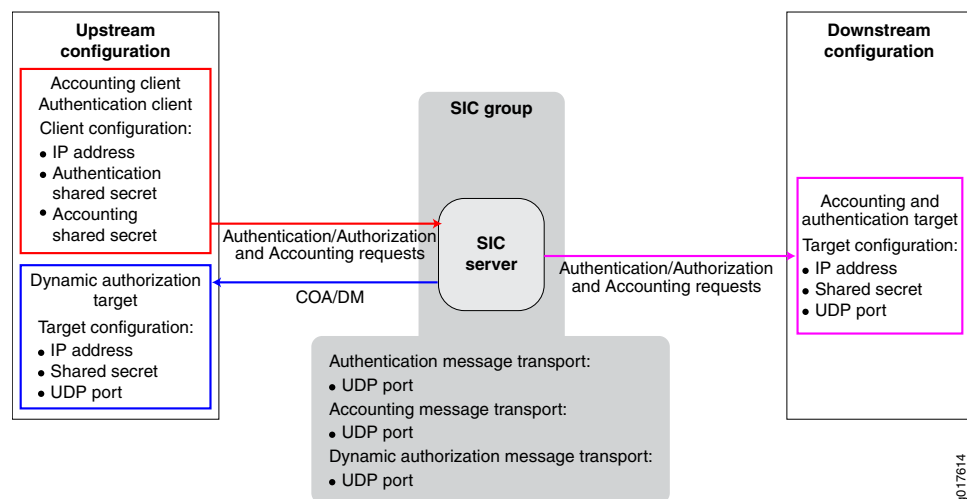 Upstream
configuration
Accounting client
Authentication client
Client configuration:
• IP address
• Authentication
shared secret
• Accounting
shared secret
Dynamic authorization
target
Target configuration:
• IP address
• Shared secret
• UDP port
Authentication/Authorization
and Accounting requests
COA/DM
SIC group
SIC
server
Authentication message transport:
• UDP port
Accounting message transport:
• UDP port
Dynamic authorization message transport:
• UDP port
Authentication/Authorization
and Accounting requests
Downstream
configuration
Accounting and
authentication target
Target configuration:
• IP address
• Shared secret
• UDP port
g017614